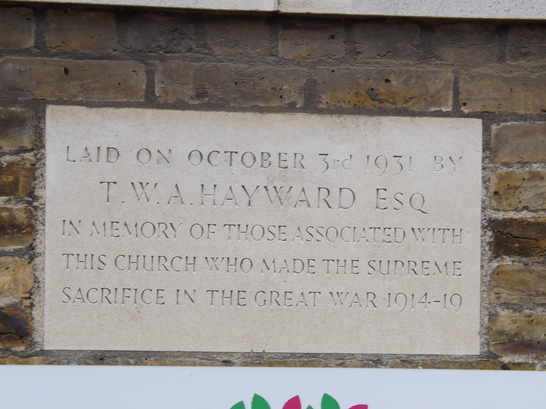 LAID ON OCTOBER 3rd 1931 BY
T.W.A. HAYWARD ESQ
IN MEMORY OF THOSE ASSOCIATED WITH
THIS CHURCH WHO MADE THE SUPREME
SACRIFICE IN THE GREAT WAR 1914-19